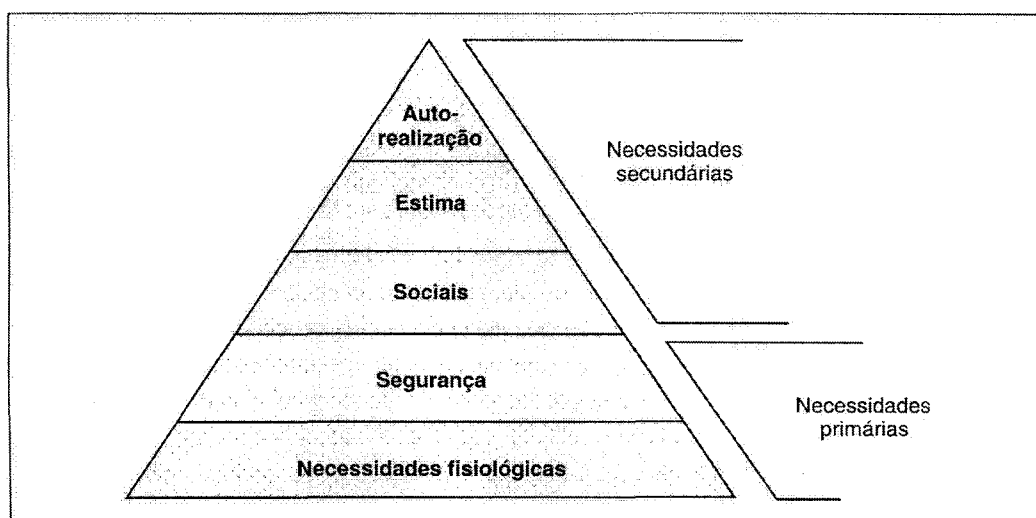 Auto-
realização
Estima
Sociais
Segurança
Necessidades fisiológicas
Necessidades
secundárias
Necessidades
primárias